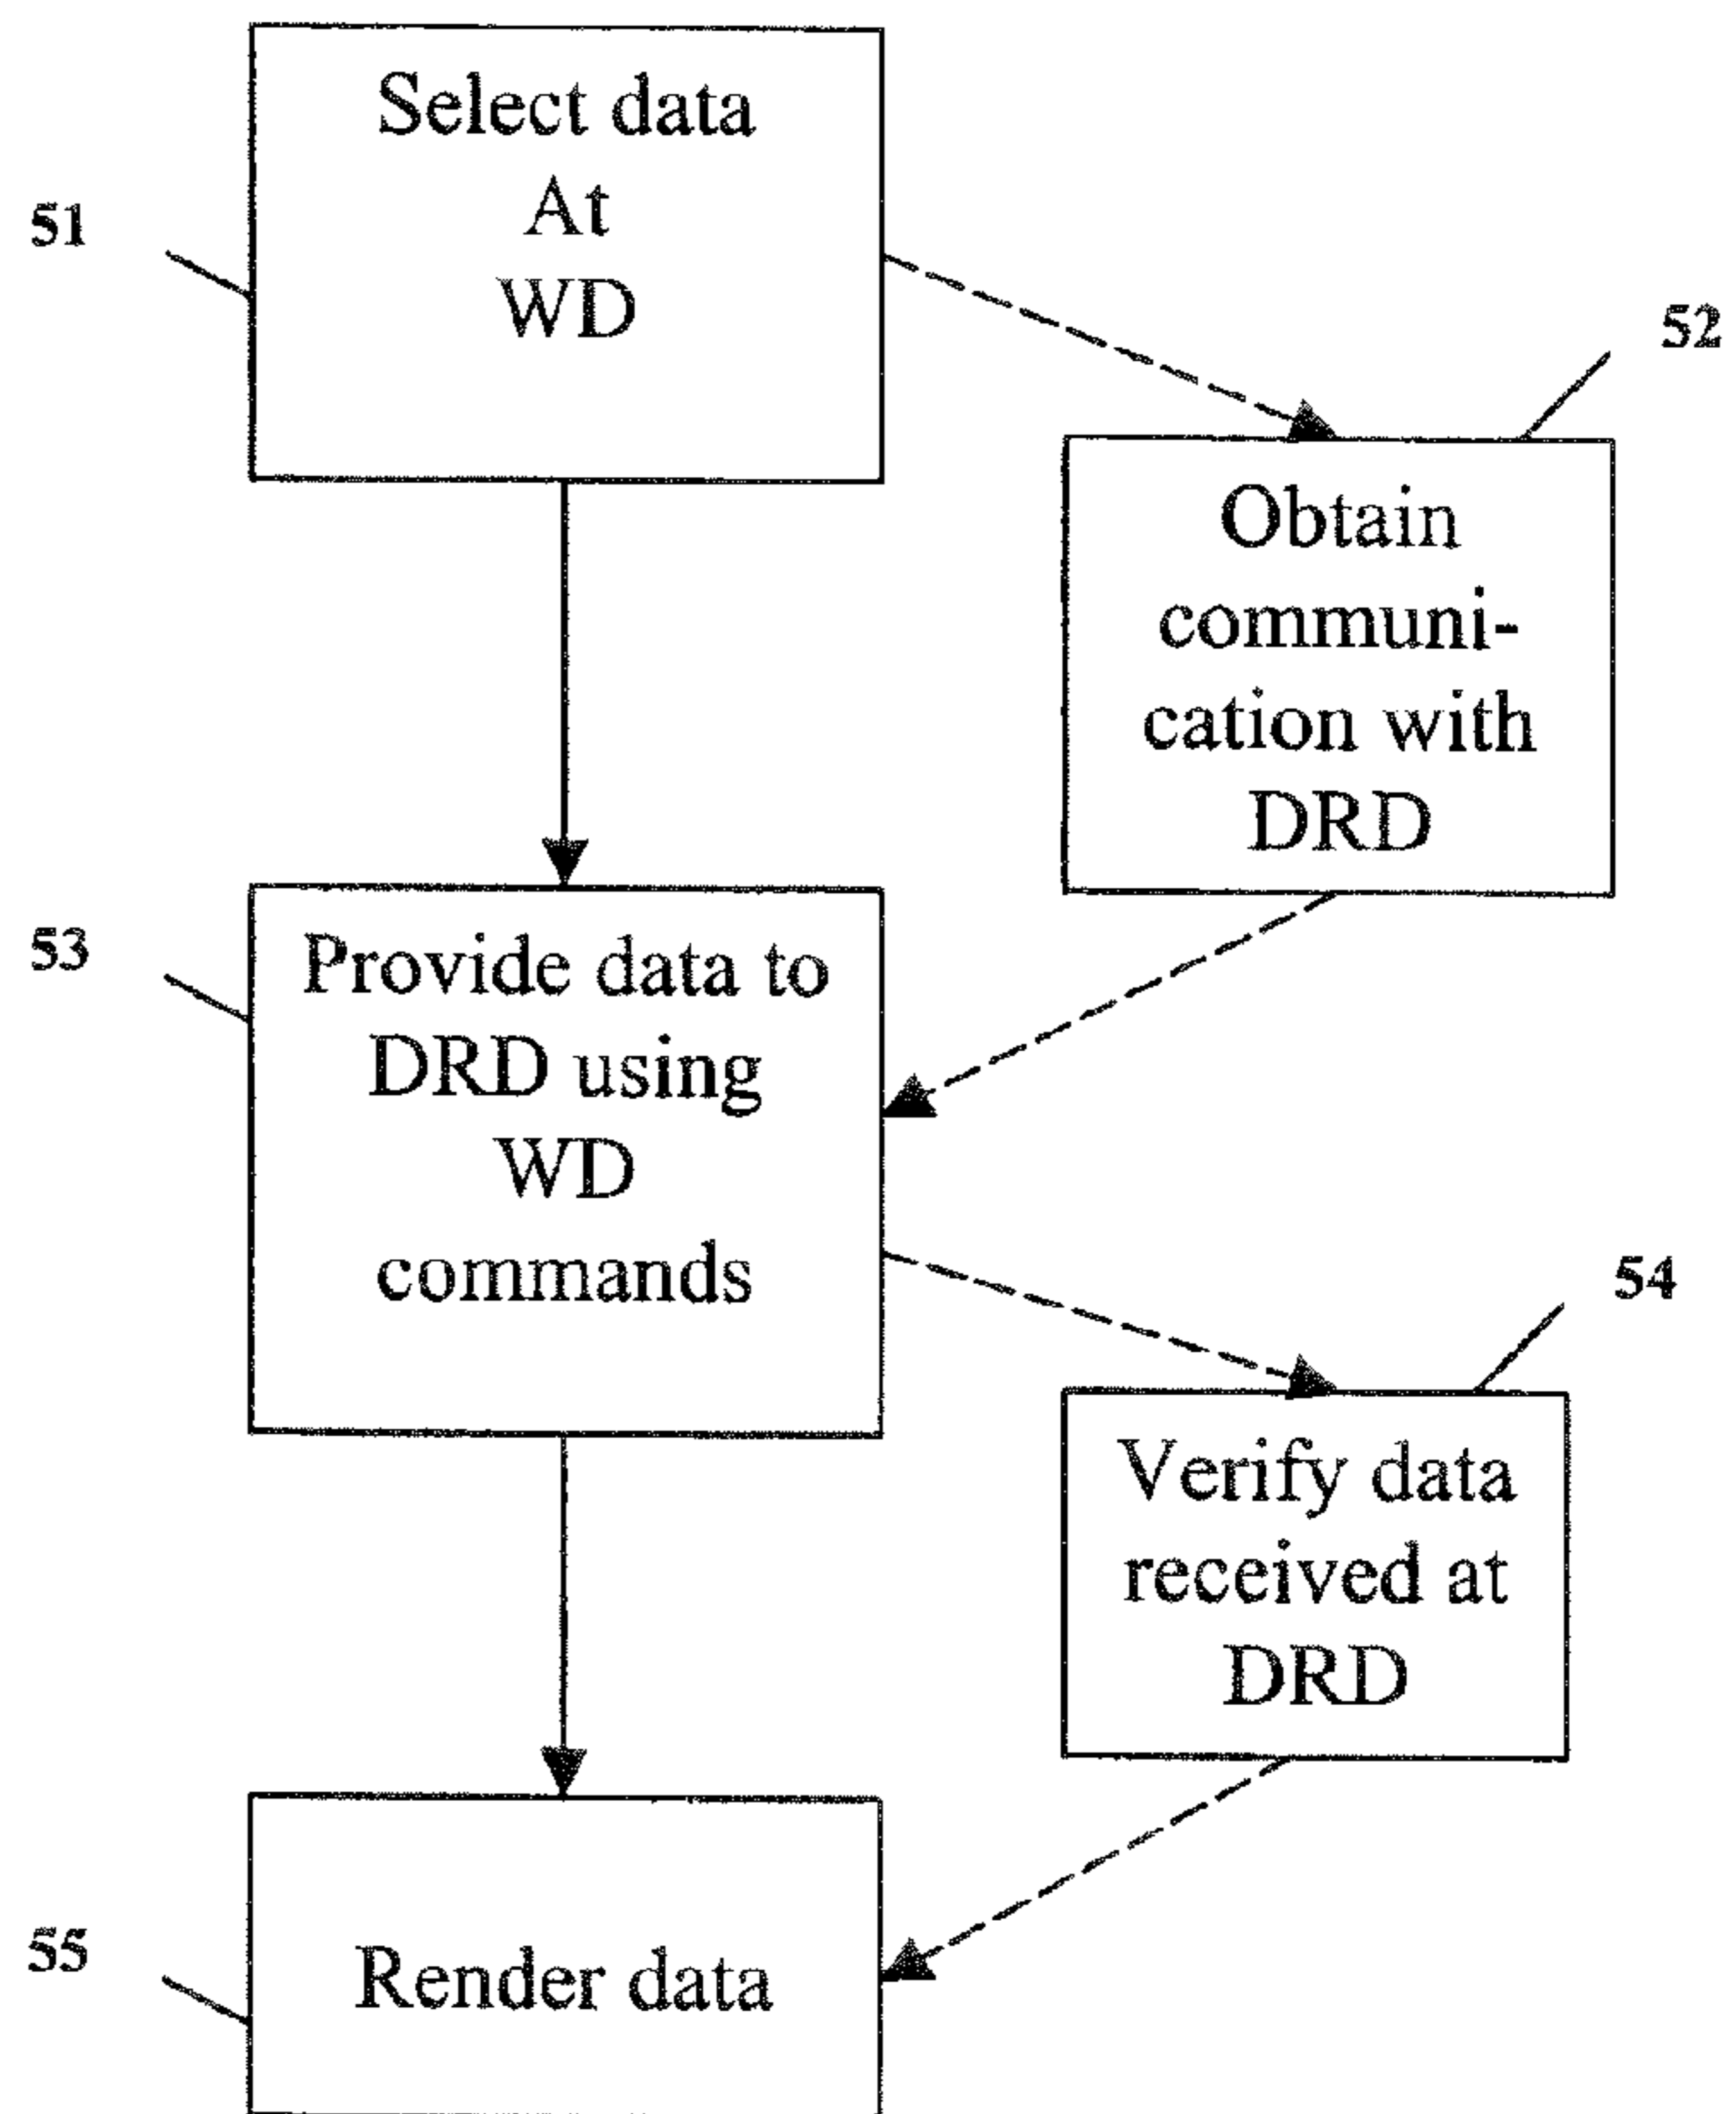 Select data
At
WD
51
52
Obtain
communi-
cation with
DRD
53
Provide data to
DRD using
WD
commands
54
Verify data
received at
DRD
55
Render data